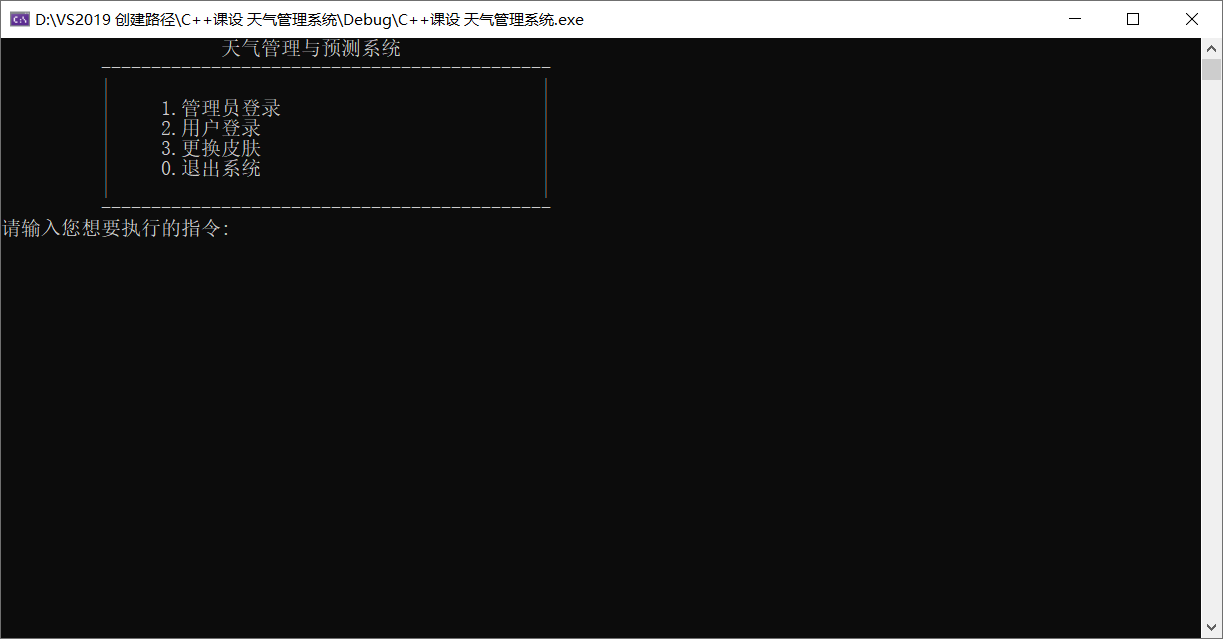 D:\VS2019 创建路径\C++课设 天气管理系统\Debug\C++课设 天气管理系统.exe
天气管理与预测系统
---------------------------------------------
1.管理员登录
2.用户登录
3.更换皮肤
0.退出系统
---------------------------------------------
请输入您想要执行的指令: